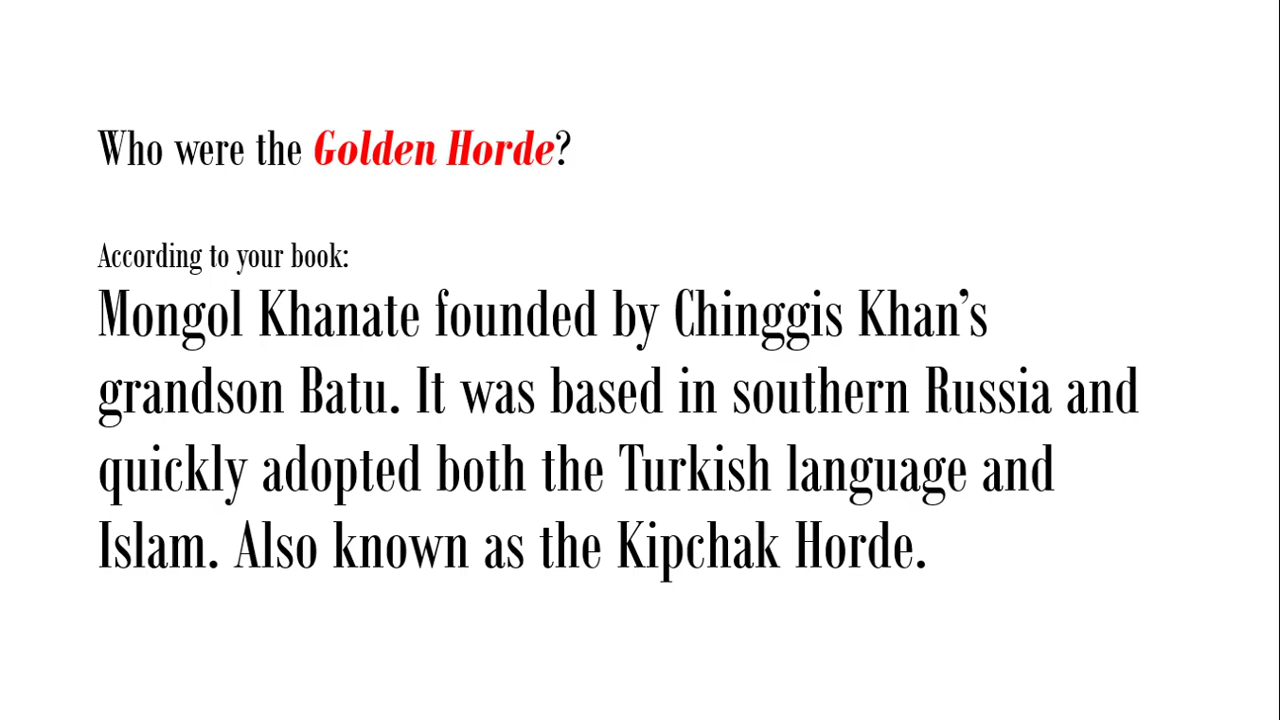 Who were the Golden Horde?
According to your book:
Mongol Khanate founded by Chinggis Khan’s
grandson Batu. It was based in southern Russia and
quickly adopted both the Turkish language and
Islam. Also known as the Kipchak Horde.